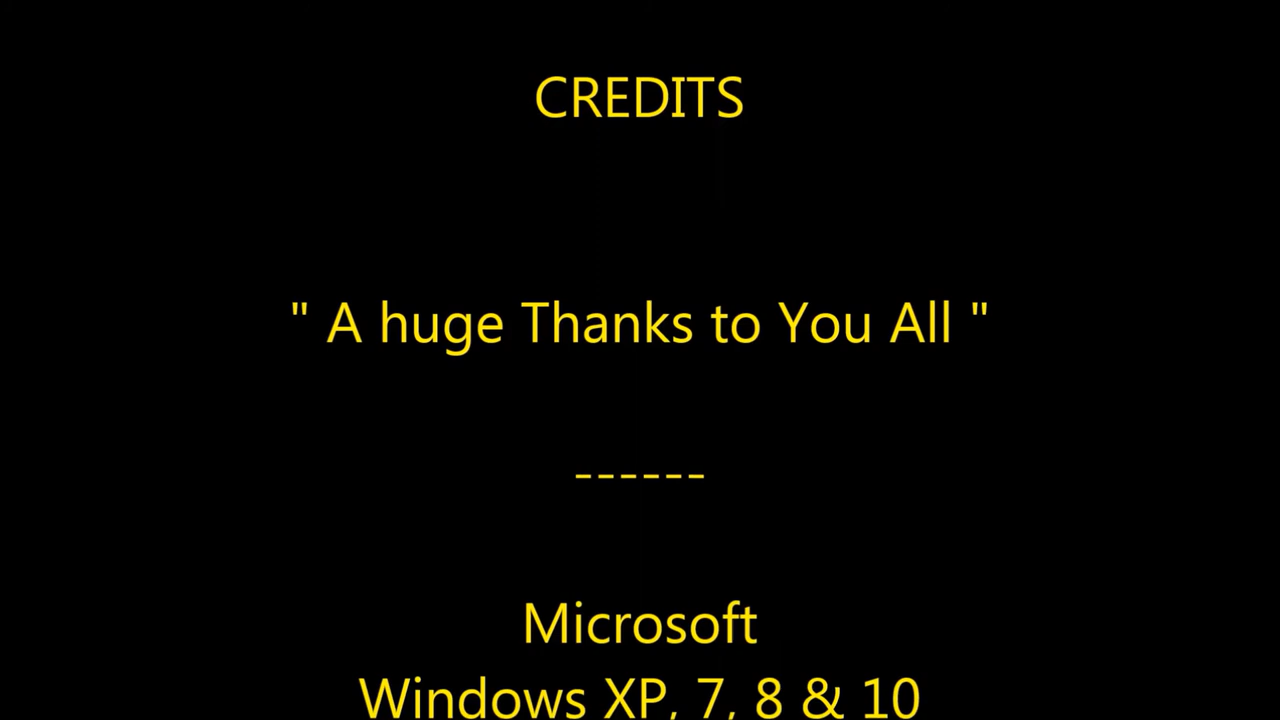 CREDITS
" A huge Thanks to You All "
------
Microsoft
Windows XP, 7, 8 & 10